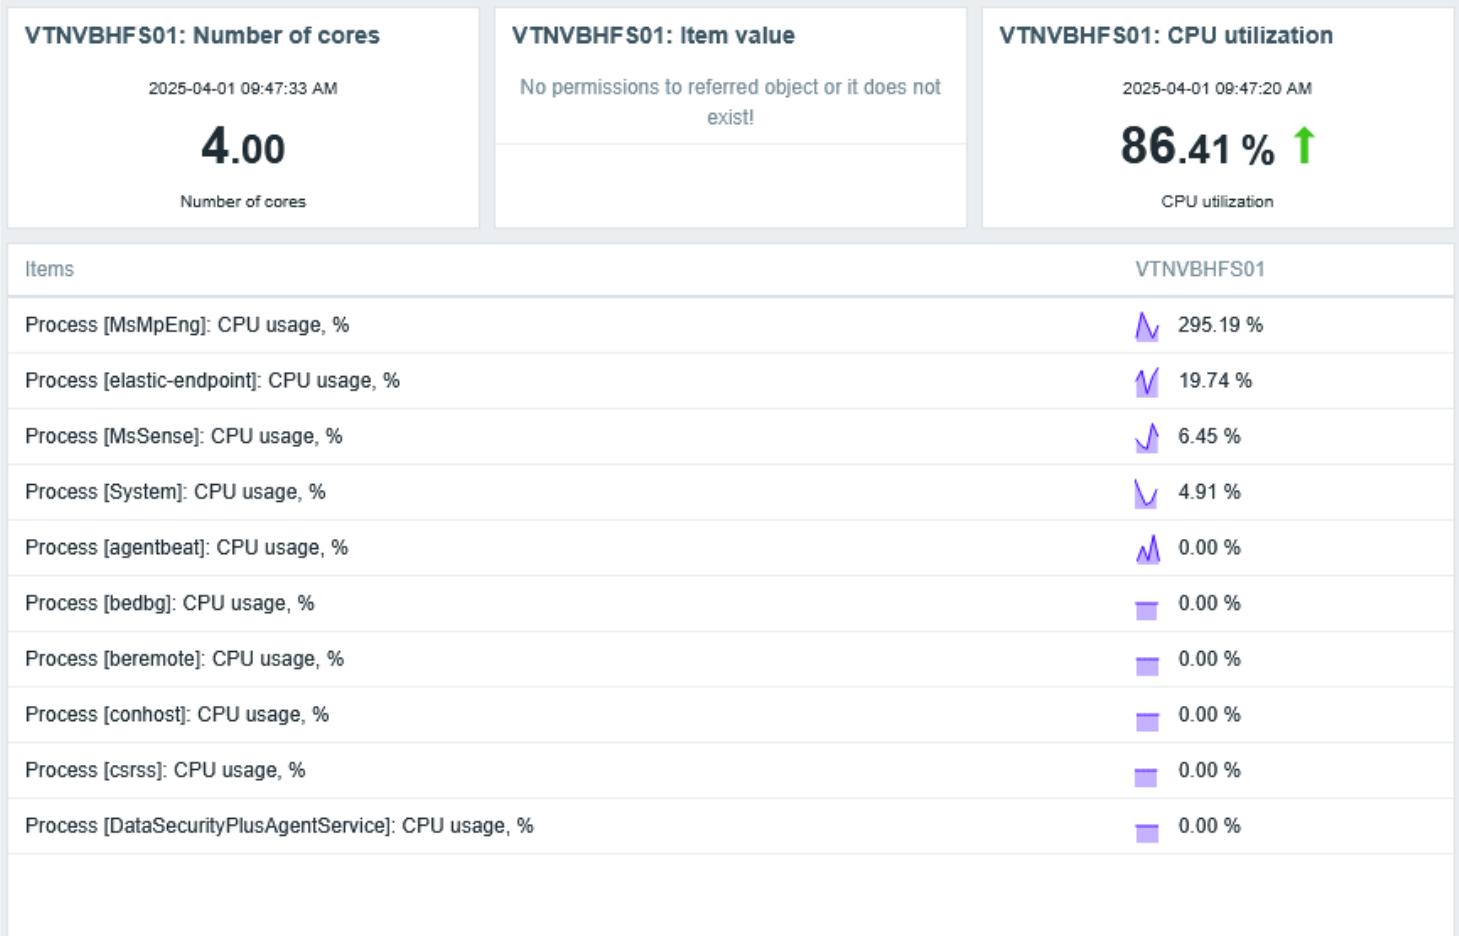 VTNVBHFS01: Number of cores
2025-04-01 09:47:33 AM
4.00
Number of cores
VTNVBHFS01: Item value
No permissions to referred object or it does not
exist!
VTNVBHFS01: CPU utilization
2025-04-01 09:47:20 AM
86.41 %
CPU utilization
Items VTNVBHFS01
Process [MsMpEng]: CPU usage, % 295.19 %
Process [elastic-endpoint]: CPU usage, % 19.74 %
Process [MsSense]: CPU usage, % 6.45 %
Process [System]: CPU usage, % 4.91 %
Process [agentbeat]: CPU usage, % 0.00 %
Process [bedbg]: CPU usage, % 0.00 %
Process [beremote]: CPU usage, % 0.00 %
Process [conhost]: CPU usage, % 0.00 %
Process [csrss]: CPU usage, % 0.00 %
Process [DataSecurityPlusAgentService]: CPU usage, % 0.00 %